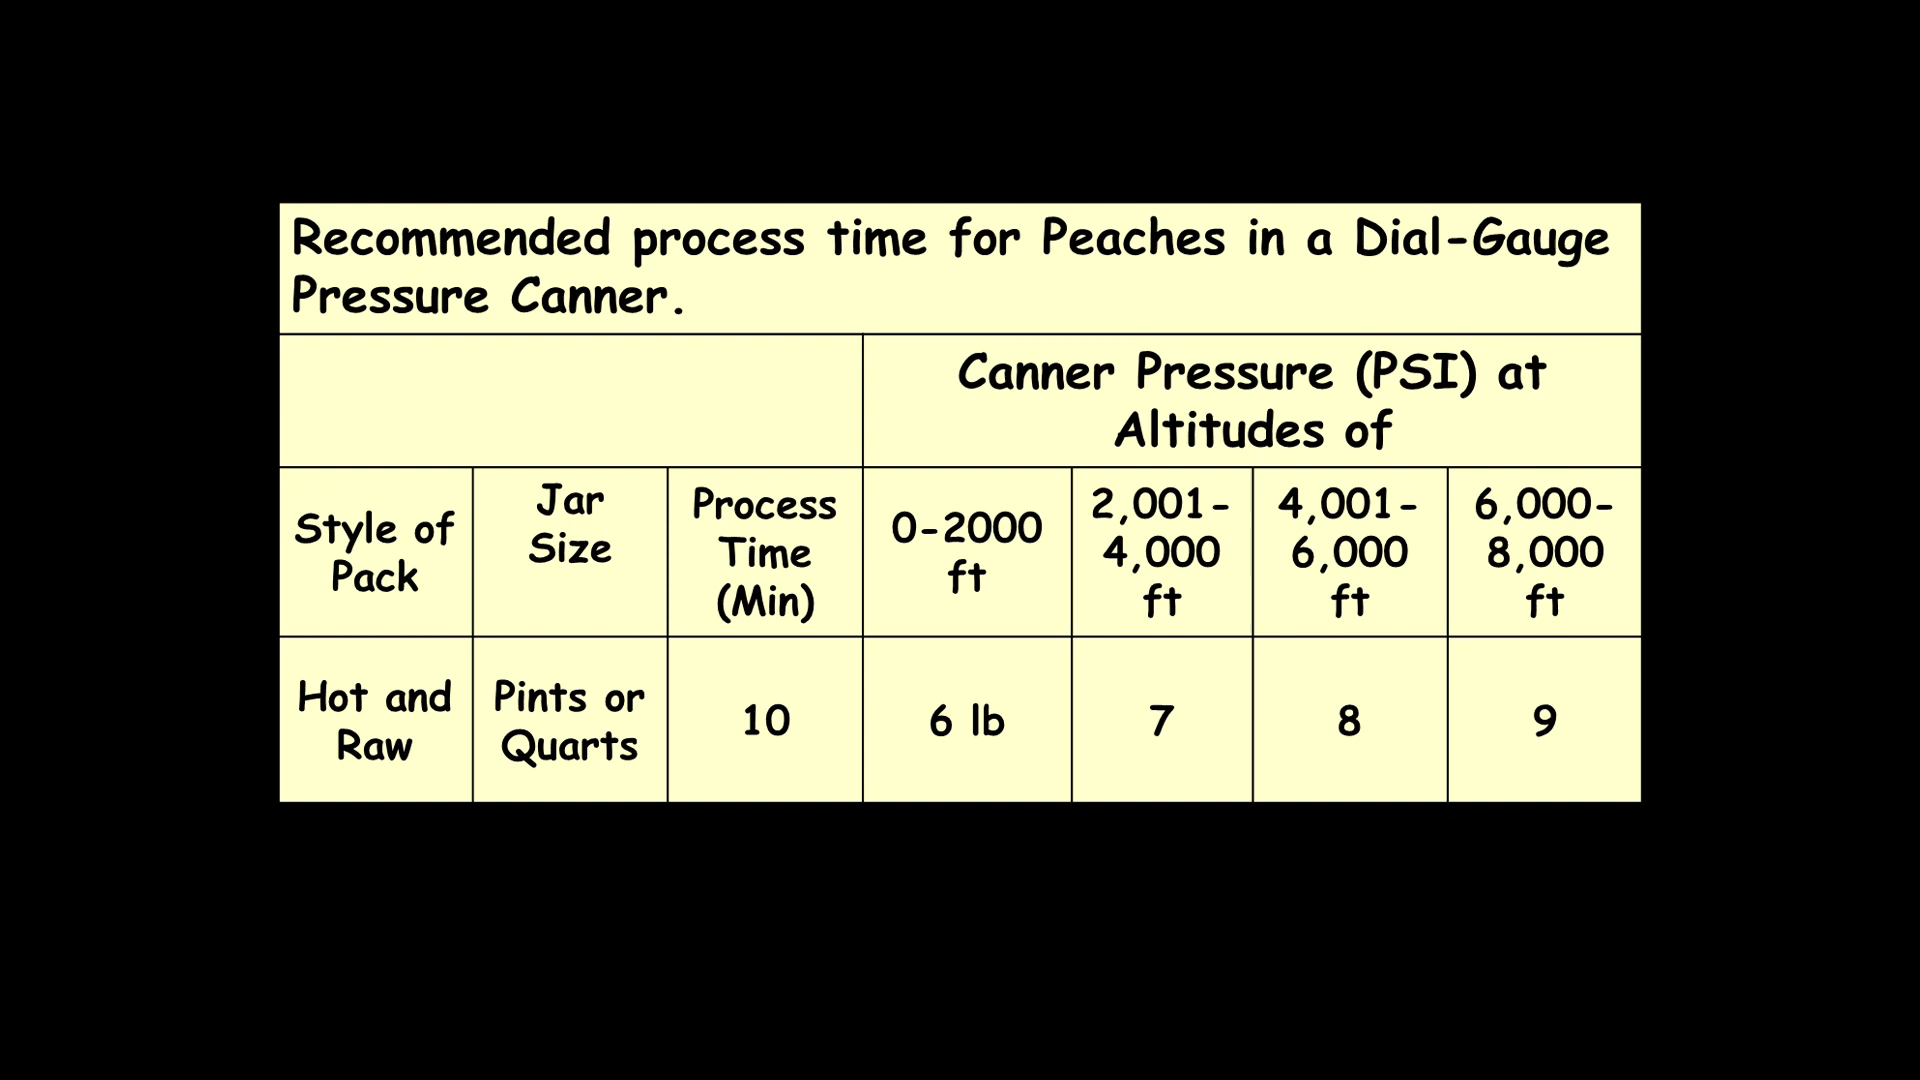 Recommended process time for Peaches in a Dial-Gauge
Pressure Canner.
Canner Pressure (PSI) at
Altitudes of
Style of
Pack
Jar
Size
Process
Time
(Min)
0-2000
ft
2,001-
4,000
ft
4,001-
6,000
ft
6,000-
8,000
ft
Hot and
Raw
Pints or
Quarts
10
6 lb
7
8
9